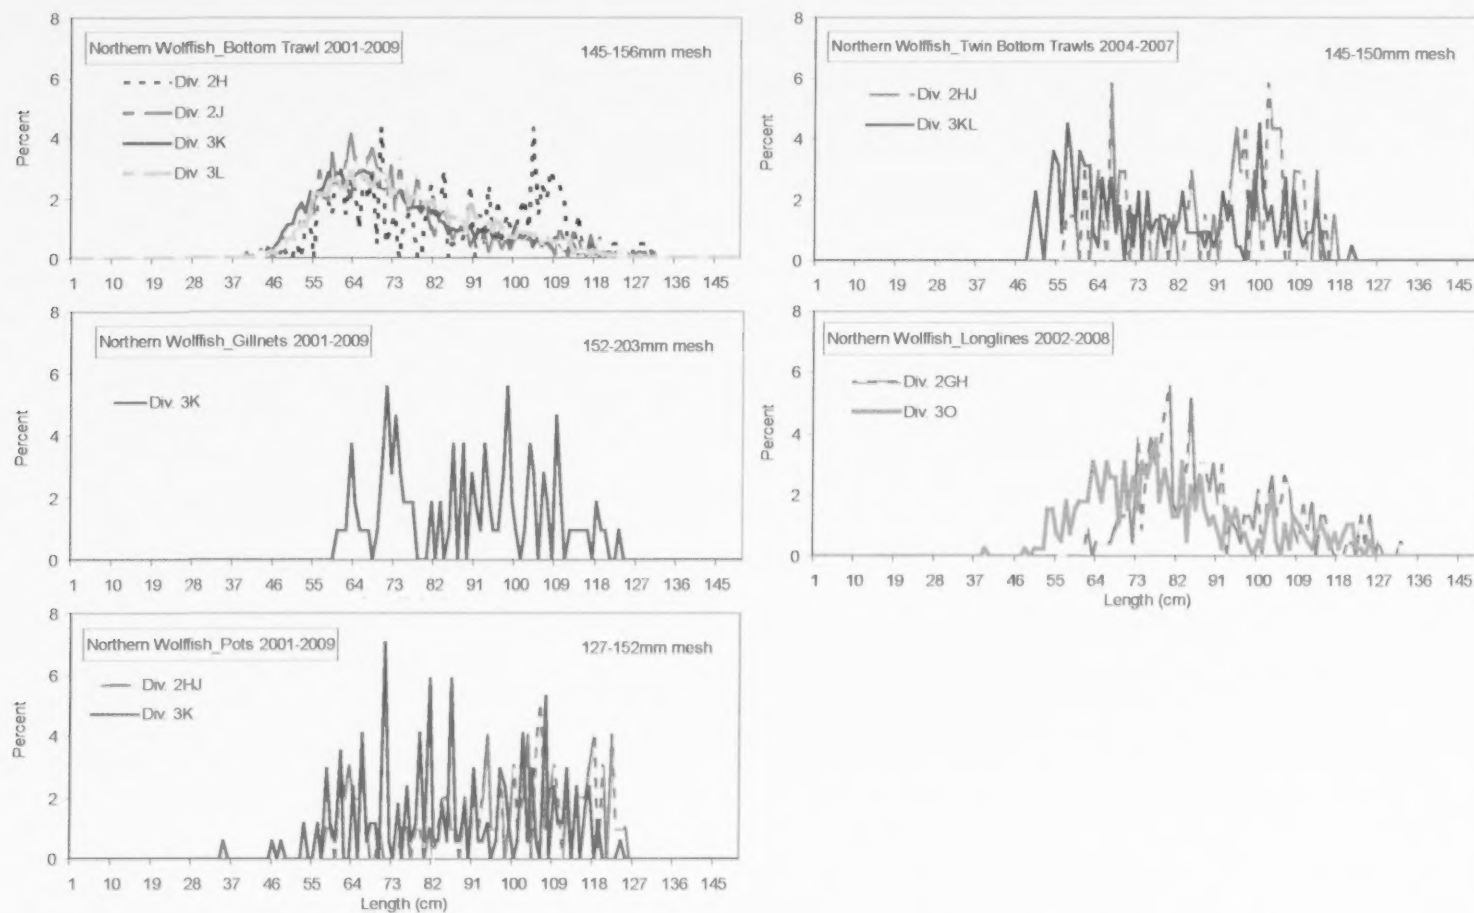 Northern Wolffish_Bottom Trawl 2001-2009
145-156mm mesh
Div. 2H
Div. 2J
Div. 3K
Div. 3L
Percent
8
6
4
2
0
1 10 19 28 37 46 55 64 73 82 91 100 109 118 127 136 145
Northern Wolffish_Twin Bottom Trawls 2004-2007
145-150mm mesh
Div. 2HJ
Div. 3KL
Percent
8
6
4
2
0
1 10 19 28 37 46 55 64 73 82 91 100 109 118 127 136 145
Northern Wolffish_Gillnets 2001-2009
152-203mm mesh
Div. 3K
Percent
8
6
4
2
0
1 10 19 28 37 46 55 64 73 82 91 100 109 118 127 136 145
Northern Wolffish_Longlines 2002-2008
Div. 2GH
Div. 3O
Percent
8
6
4
2
0
1 10 19 28 37 46 55 64 73 82 91 100 109 118 127 136 145
Length (cm)
Northern Wolffish_Pots 2001-2009
127-152mm mesh
Div. 2HJ
Div. 3K
Percent
8
6
4
2
0
1 10 19 28 37 46 55 64 73 82 91 100 109 118 127 136 145
Length (cm)